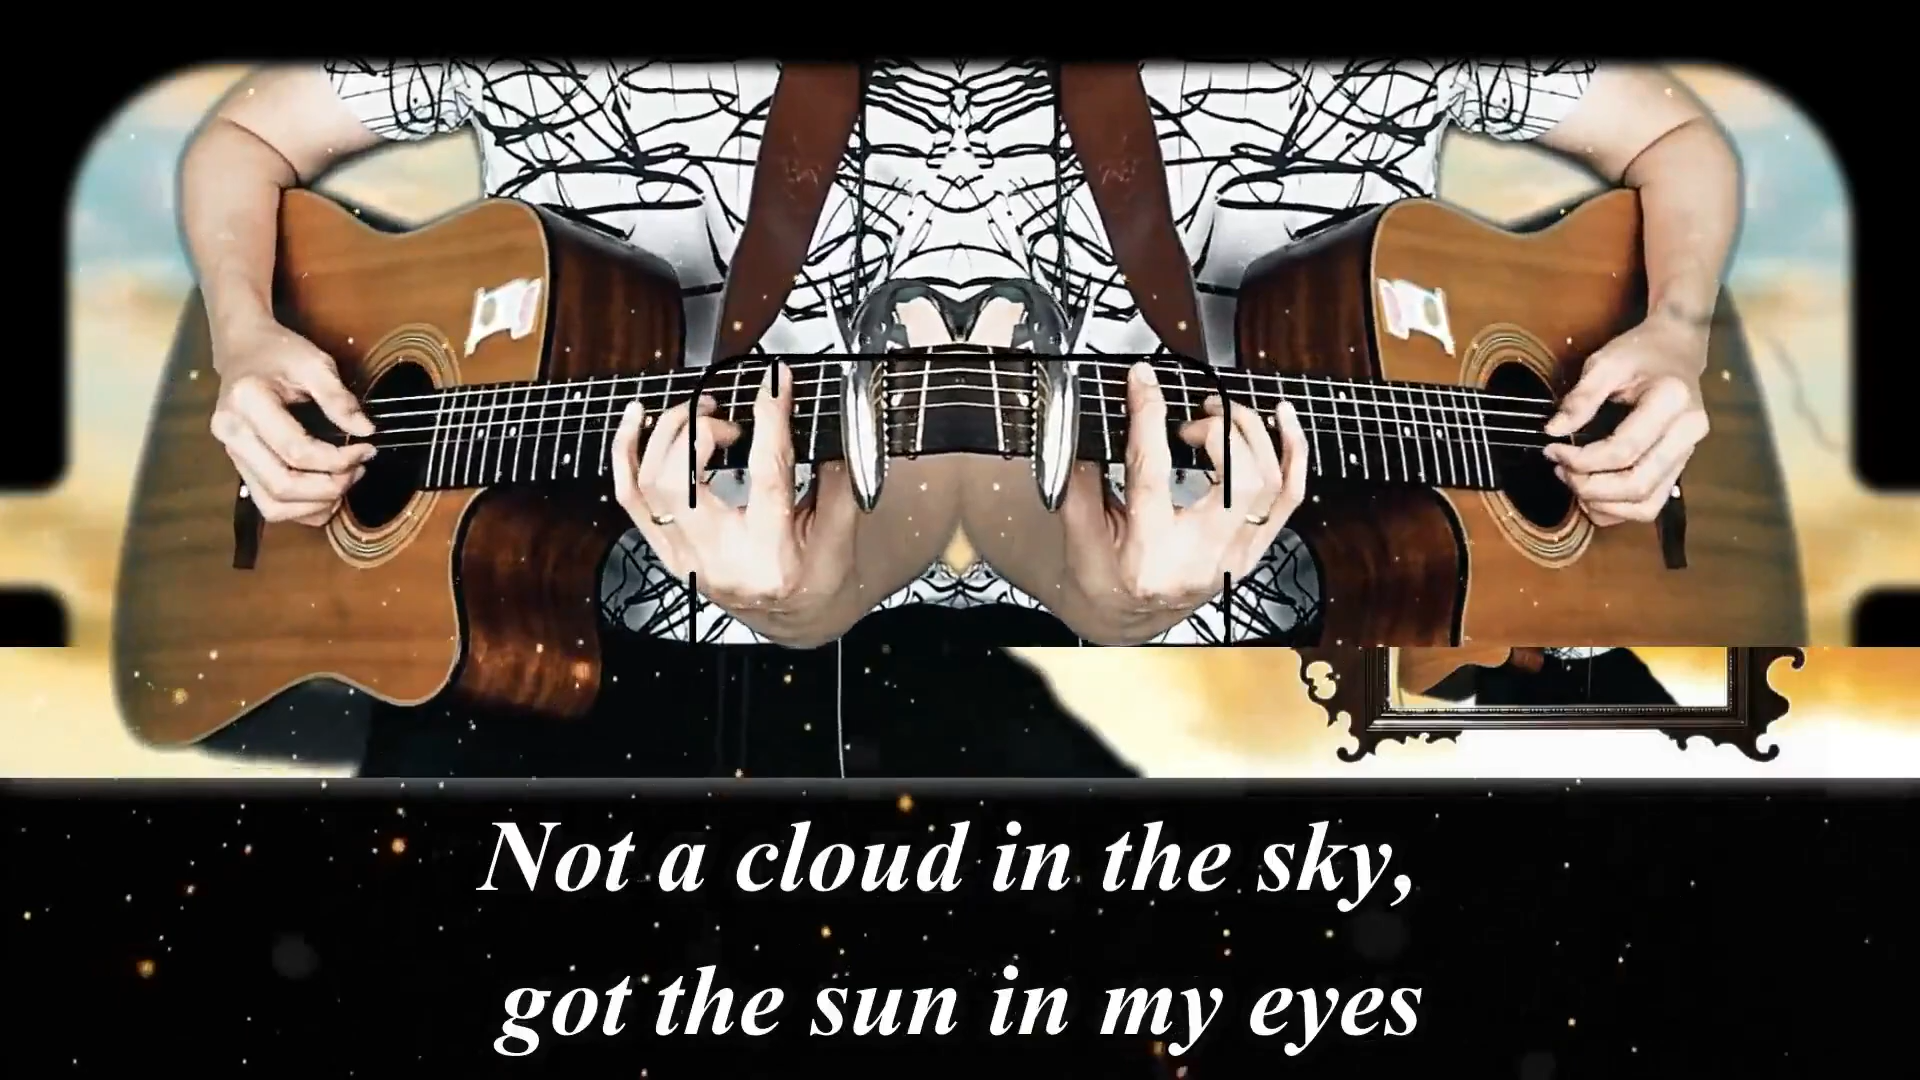 Not a cloud in the sky,
got the sun in my eyes